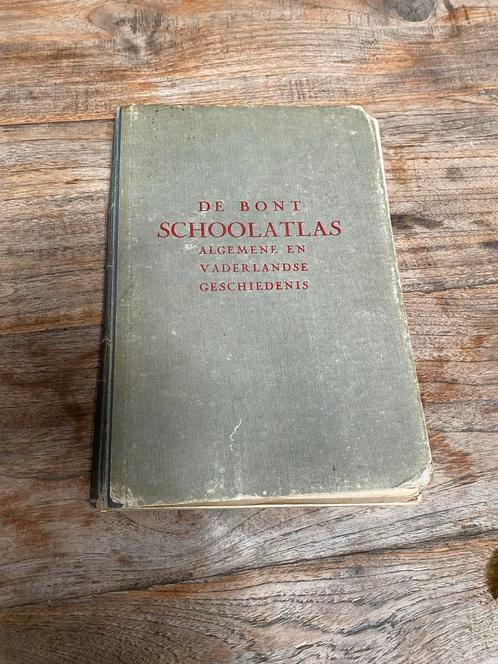 DE BONT
SCHOOLATLAS
ALGEMENE EN
VADERLANDSE
GESCHIEDENIS